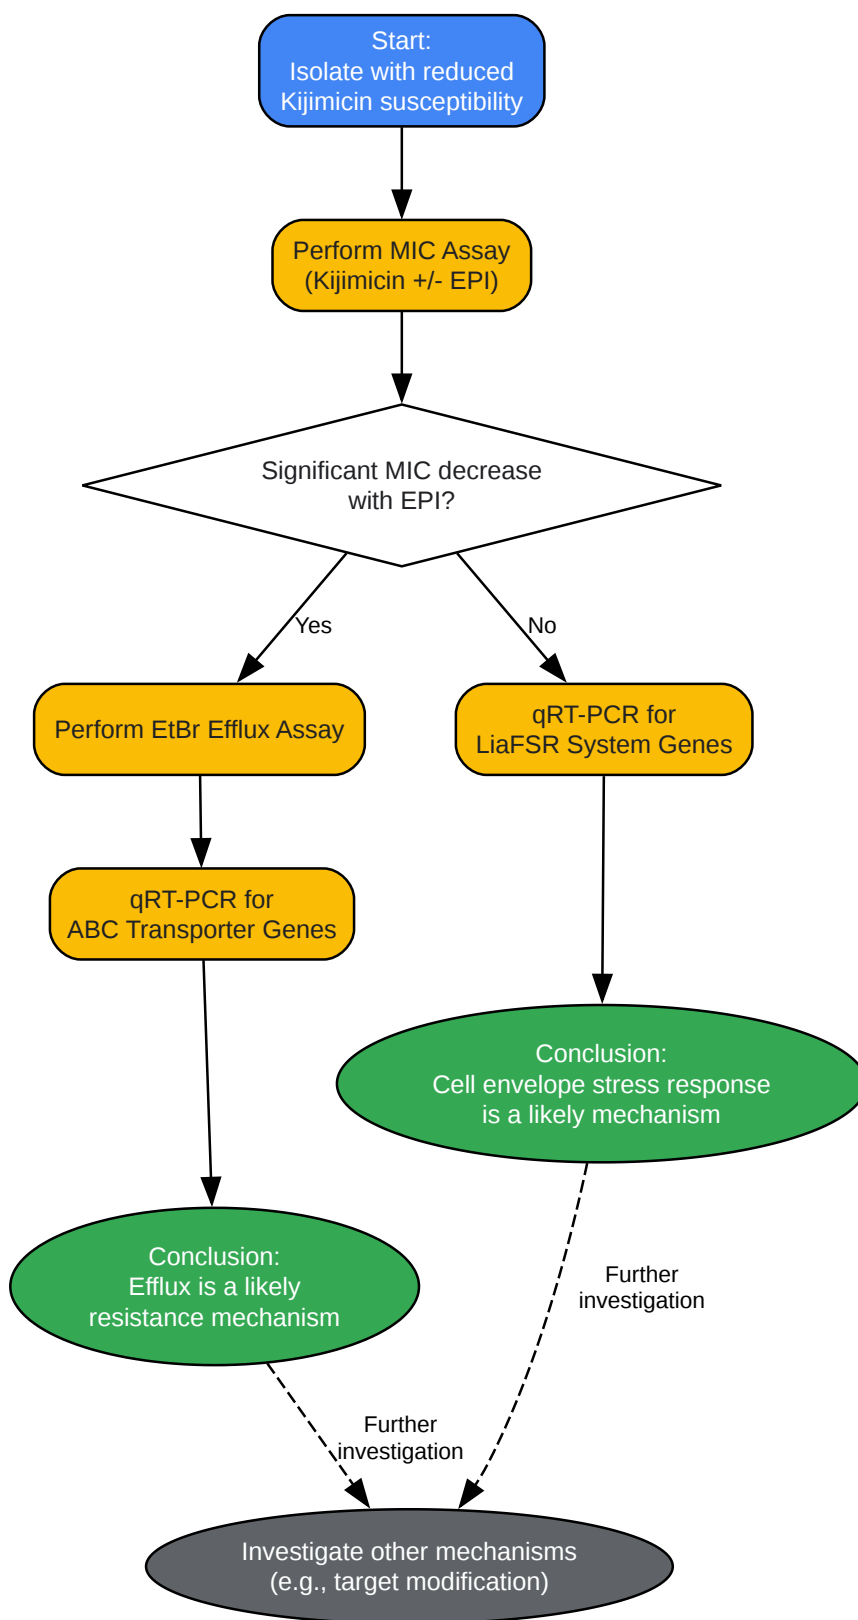 Start:
Isolate with reduced
Kijimicin susceptibility
Perform MIC Assay
(Kijimicin +/- EPI)
Significant MIC decrease
with EPI?
Yes
No
Perform EtBr Efflux Assay
qRT-PCR for
LiaFSR System Genes
qRT-PCR for
ABC Transporter Genes
Conclusion:
Cell envelope stress response
is a likely mechanism
Conclusion:
Efflux is a likely
resistance mechanism
Further
investigation
Further
investigation
Investigate other mechanisms
(e.g., target modification)